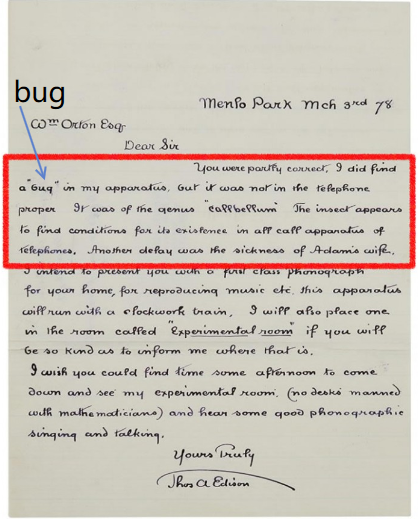 bug
Menlo Park Mch 3rd 78
Wm Orton Esq
Dear Sir
You were partly correct, I did find
a "bug" in my apparatus, but it was not in the telephone
proper It was of the genus "callbellum" The insect appears
to find conditions for its existence in all call apparatus of
telephones. Another delay was the sickness of Adams wife,
I intend to present you with a first class phonograph
for your home, for reproducing music etc. this apparatus
will run with a clockwork train, I will also place one
in the room called "Experimental room" if you will
be so kind as to inform me where that is,
I wish you could find time some afternoon to come
down and see my experimental room, (no desks manned
with mathematicians) and hear some good phonographic
singing and talking.
Yours Truly
Thos A Edison